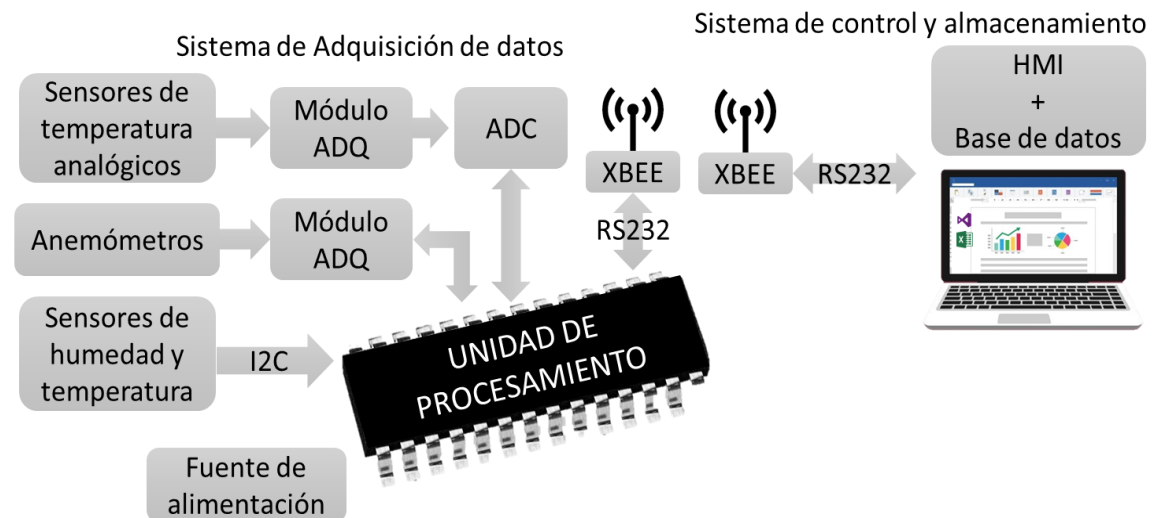 Sistema de control y almacenamiento
Sistema de Adquisición de datos
Sensores de
temperatura
analógicos
Módulo
ADQ
ADC
XBEE
XBEE
RS232
HMI
+
Base de datos
Anemómetros
Módulo
ADQ
RS232
Sensores de
humedad y
temperatura
I2C
UNIDAD DE
PROCESAMIENTO
Fuente de
alimentación